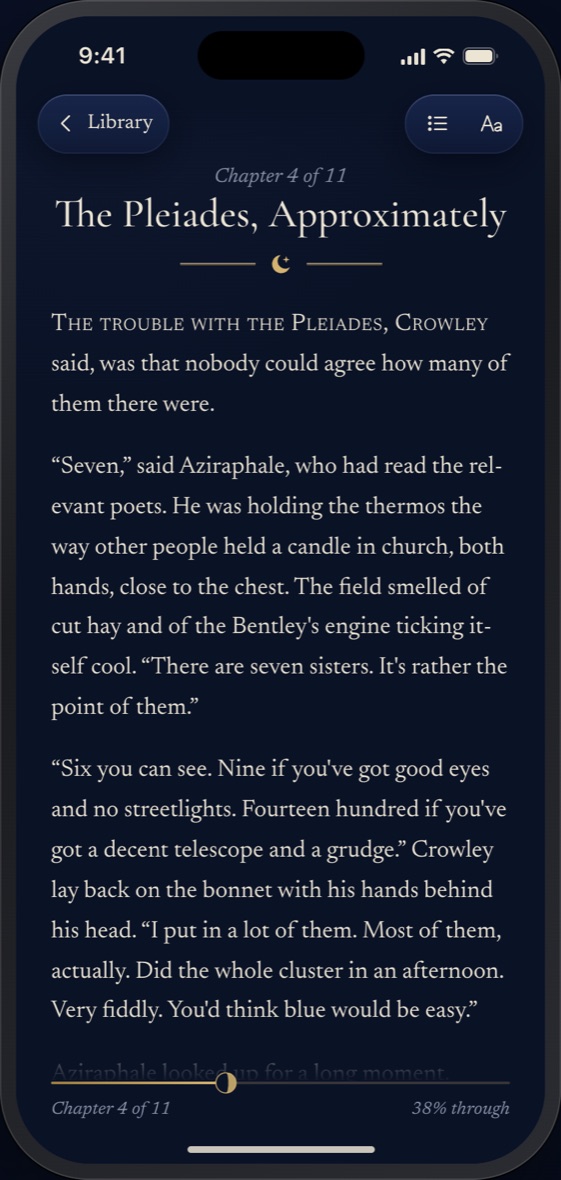 9:41
Library
Aa
Chapter 4 of 11
The Pleiades, Approximately
THE TROUBLE WITH THE PLEIADES, CROWLEY
said, was that nobody could agree how many of
them there were.
“Seven,” said Aziraphale, who had read the rel-
evant poets. He was holding the thermos the
way other people held a candle in church, both
hands, close to the chest. The field smelled of
cut hay and of the Bentley's engine ticking it-
self cool. “There are seven sisters. It's rather the
point of them.”
“Six you can see. Nine if you've got good eyes
and no streetlights. Fourteen hundred if you've
got a decent telescope and a grudge.” Crowley
lay back on the bonnet with his hands behind
his head. “I put in a lot of them. Most of them,
actually. Did the whole cluster in an afternoon.
Very fiddly. You'd think blue would be easy.”
Aziraphale looked up for a long moment.
Chapter 4 of 11
38% through